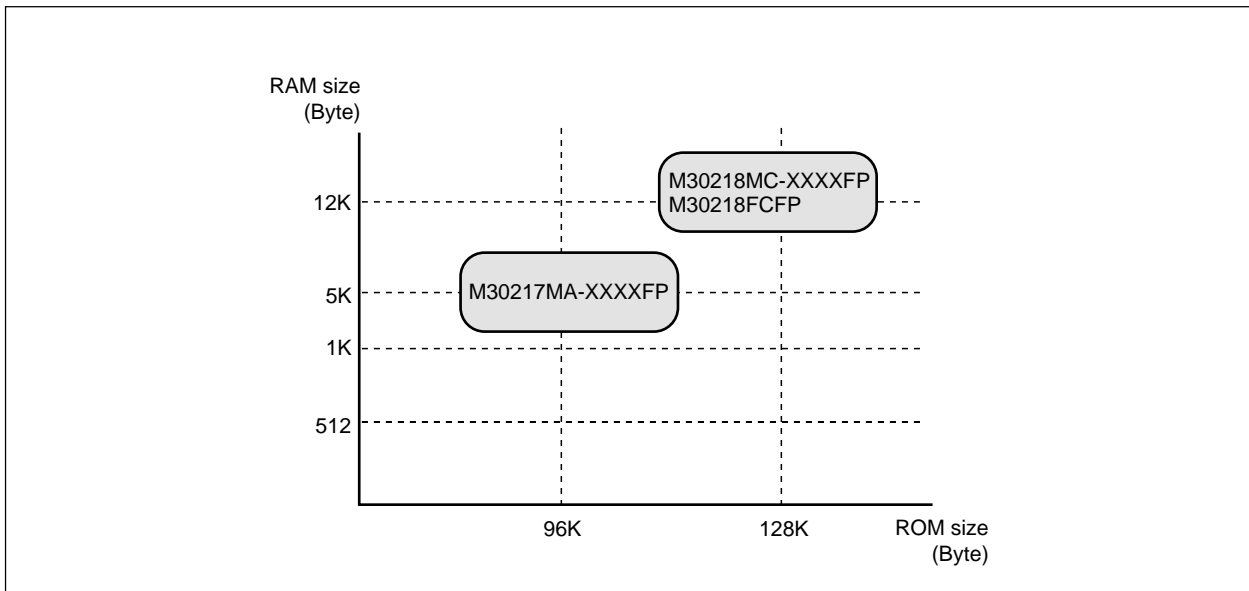 RAM size
(Byte)
M30218MC-XXXXFP
M30218FCFP
12K
M30217MA-XXXXFP
5K
1K
512
96K
128K
ROM size
(Byte)